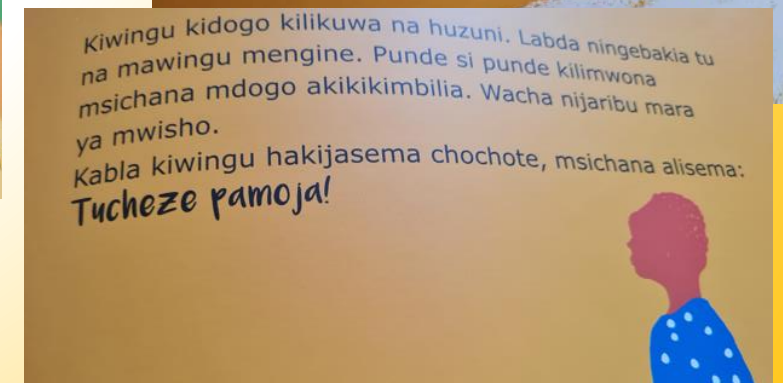 Kiwingu kidogo kilikuwa na huzuni. Labda ningebakia tu
na mawingu mengine. Punde si punde kilimwona
msichana mdogo akikikimbilia. Wacha nijaribu mara
ya mwisho.
Kabla kiwingu hakijasema chochote, msichana alisema:
Tucheze pamoja!